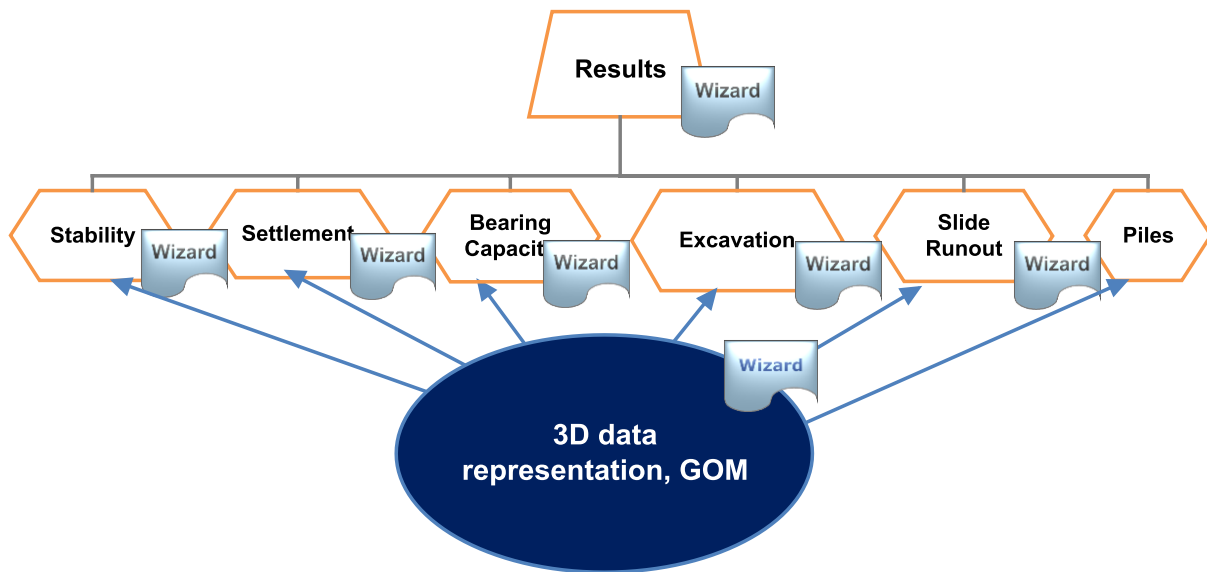 Results
Wizard
Stability
Wizard
Settlement
Wizard
Bearing
Capacit
Wizard
Excavation
Wizard
Slide
Runout
Wizard
Piles
Wizard
3D data
representation, GOM